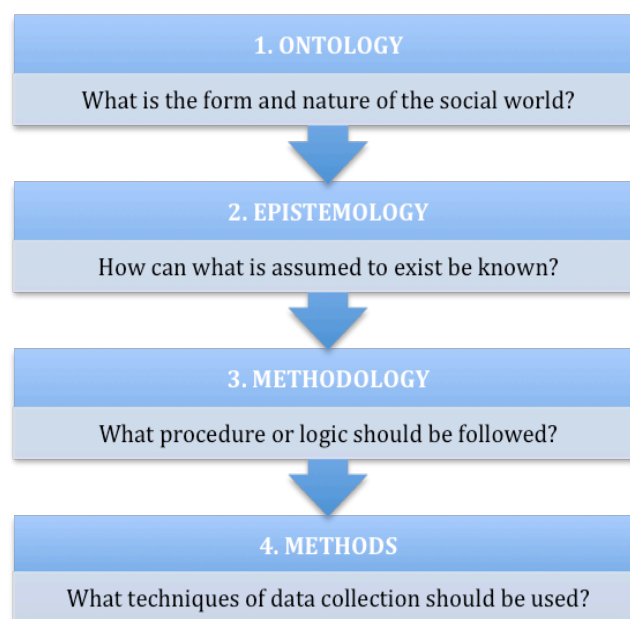 1. ONTOLOGY
What is the form and nature of the social world?
2. EPISTEMOLOGY
How can what is assumed to exist be known?
3. METHODOLOGY
What procedure or logic should be followed?
4. METHODS
What techniques of data collection should be used?